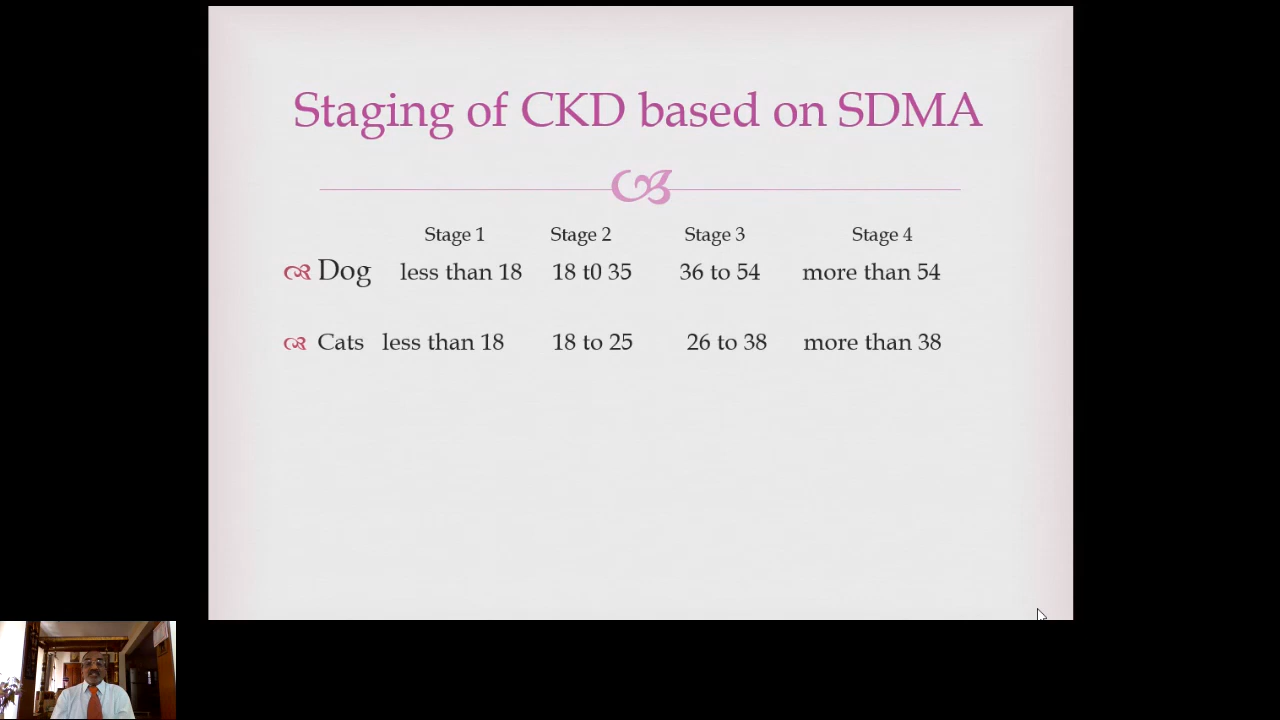 Staging of CKD based on SDMA
Stage 1 Stage 2 Stage 3 Stage 4
Dog less than 18 18 t0 35 36 to 54 more than 54
Cats less than 18 18 to 25 26 to 38 more than 38